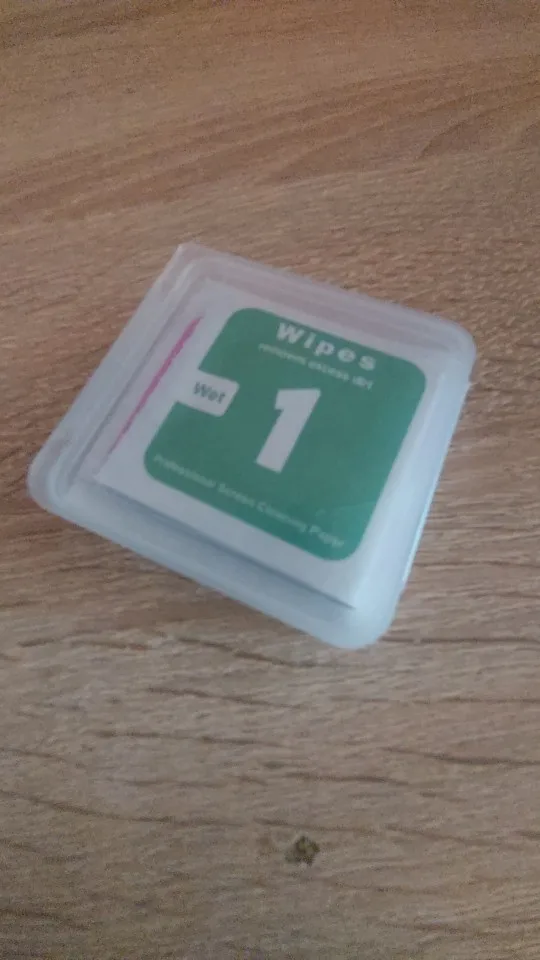 Wipes
removes excess dirt
Wet
1
Professional Screen Cleaning Paper